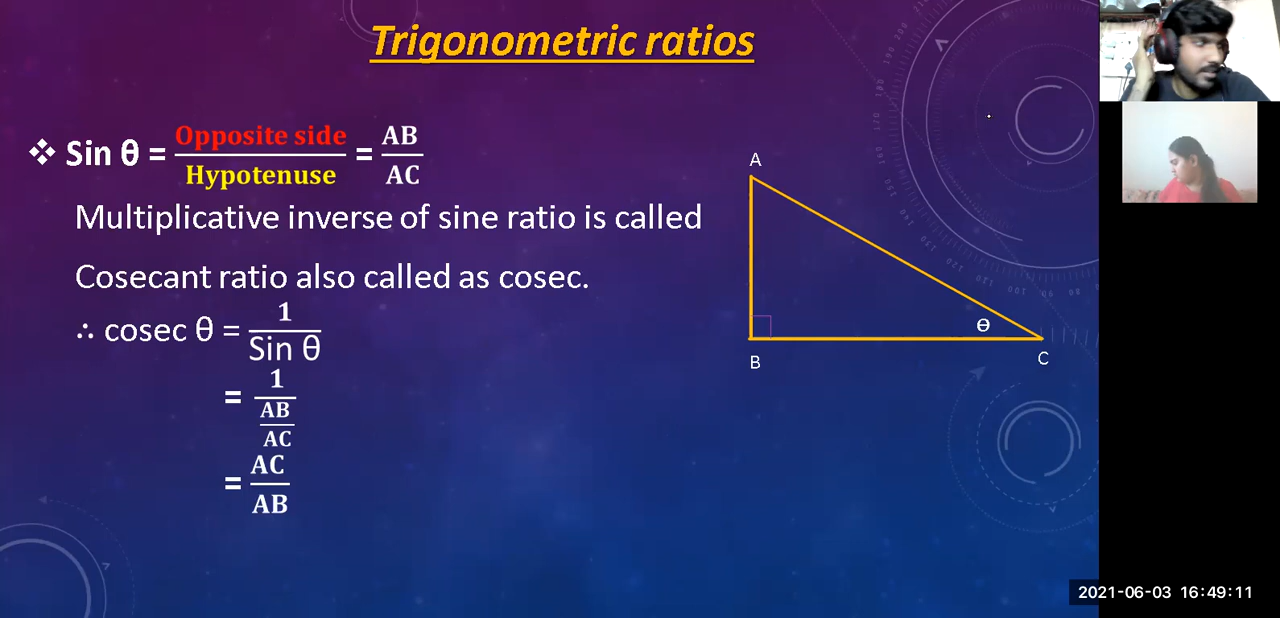 Trigonometric ratios
❖ Sin θ = Opposite side / Hypotenuse = AB / AC
Multiplicative inverse of sine ratio is called
Cosecant ratio also called as cosec.
∴ cosec θ = 1 / Sin θ
= 1 / (AB / AC)
= AC / AB
A
B
C
Θ
2021-06-03 16:49:11